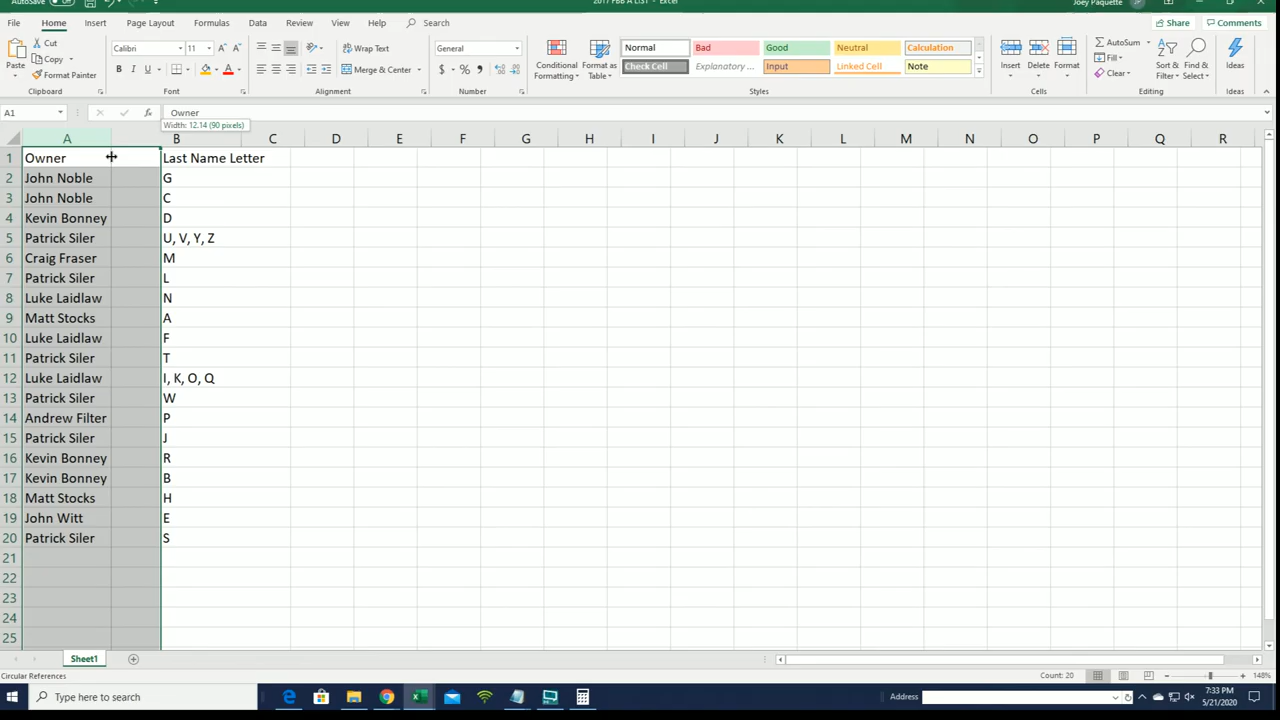 AutoSave Off 2017 FBB A LIST - Excel Joey Paquette JP
File Home Insert Page Layout Formulas Data Review View Help Search Share Comments
Paste Cut Copy Format Painter Clipboard
Calibri 11 B I U Font
Wrap Text Merge & Center Alignment
General $ % , Number
Conditional Formatting Format as Table
Normal Bad Good Neutral Calculation
Check Cell Explanatory ... Input Linked Cell Note
Styles
Insert Delete Format Cells
AutoSum Fill Clear Sort & Filter Find & Select Editing
Ideas Ideas
A1 fx Owner
Width: 12.14 (90 pixels)
A B C D E F G H I J K L M N O P Q R
1 Owner Last Name Letter
2 John Noble G
3 John Noble C
4 Kevin Bonney D
5 Patrick Siler U, V, Y, Z
6 Craig Fraser M
7 Patrick Siler L
8 Luke Laidlaw N
9 Matt Stocks A
10 Luke Laidlaw F
11 Patrick Siler T
12 Luke Laidlaw I, K, O, Q
13 Patrick Siler W
14 Andrew Filter P
15 Patrick Siler J
16 Kevin Bonney R
17 Kevin Bonney B
18 Matt Stocks H
19 John Witt E
20 Patrick Siler S
21
22
23
24
25
Sheet1
Circular References Count: 20 148%
Type here to search Address 7:33 PM
5/21/2020